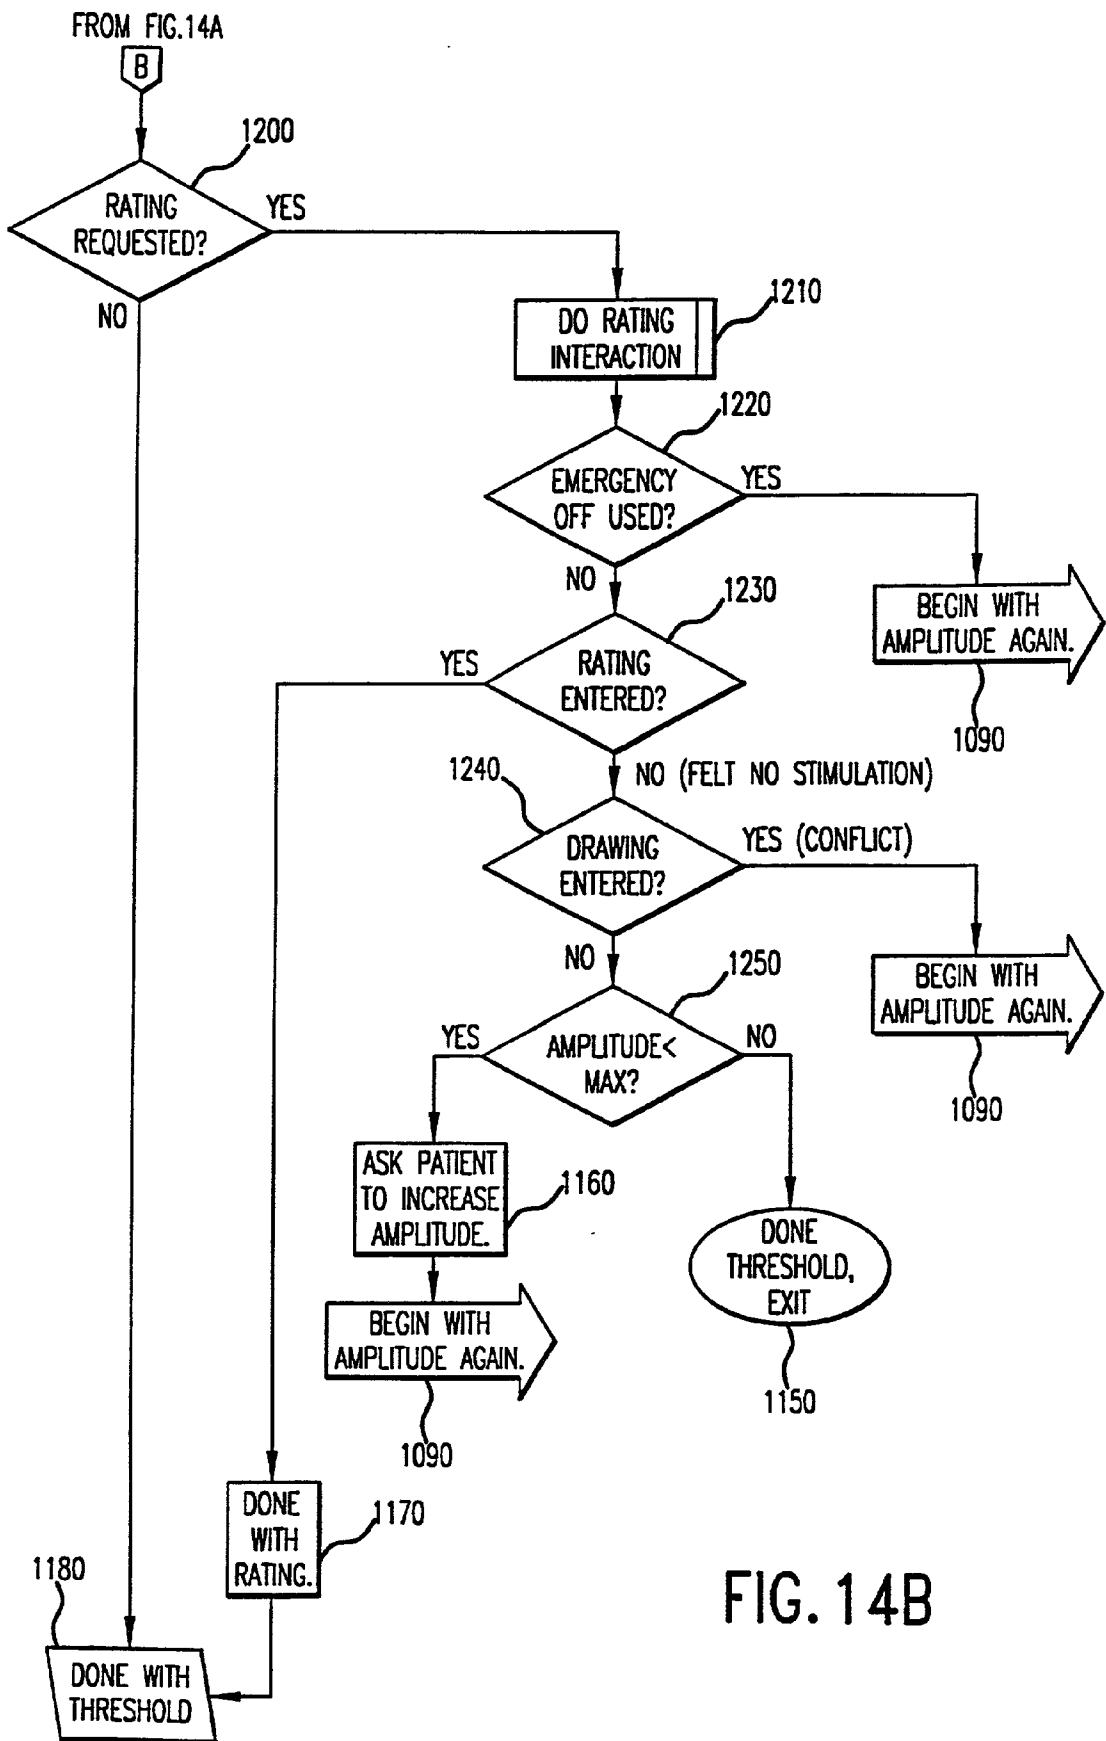 FROM FIG.14A
B
1200
RATING
REQUESTED?
YES
NO
1210
DO RATING
INTERACTION
1220
EMERGENCY
OFF USED?
YES
NO
1230
BEGIN WITH
AMPLITUDE AGAIN.
1090
RATING
ENTERED?
YES
NO (FELT NO STIMULATION)
1240
DRAWING
ENTERED?
YES (CONFLICT)
NO
1250
BEGIN WITH
AMPLITUDE AGAIN.
1090
AMPLITUDE<
MAX?
YES
NO
ASK PATIENT
TO INCREASE
AMPLITUDE.
1160
DONE
THRESHOLD,
EXIT
1150
BEGIN WITH
AMPLITUDE AGAIN.
1090
DONE
WITH
RATING.
1170
1180
DONE WITH
THRESHOLD
FIG. 14B